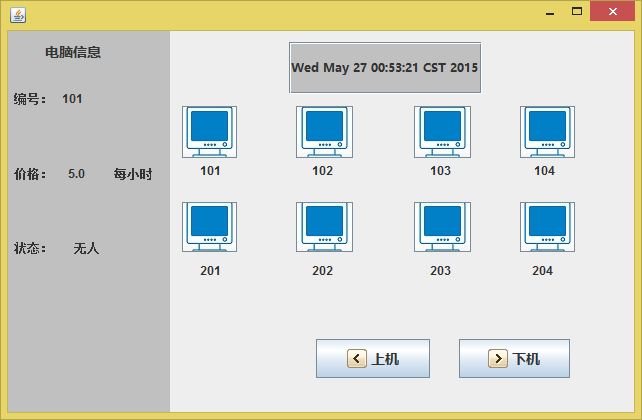 电脑信息
编号： 101
价格： 5.0 每小时
状态： 无人
Wed May 27 00:53:21 CST 2015
101 102 103 104
201 202 203 204
上机 下机